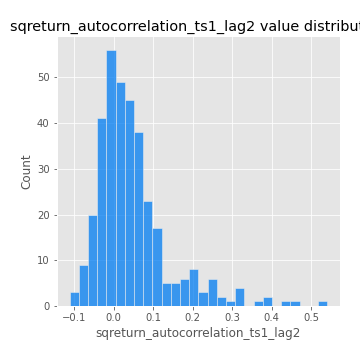 sqreturn_autocorrelation_ts1_lag2 value distribut
50
40
30
20
10
0
Count
−0.1 0.0 0.1 0.2 0.3 0.4 0.5
sqreturn_autocorrelation_ts1_lag2